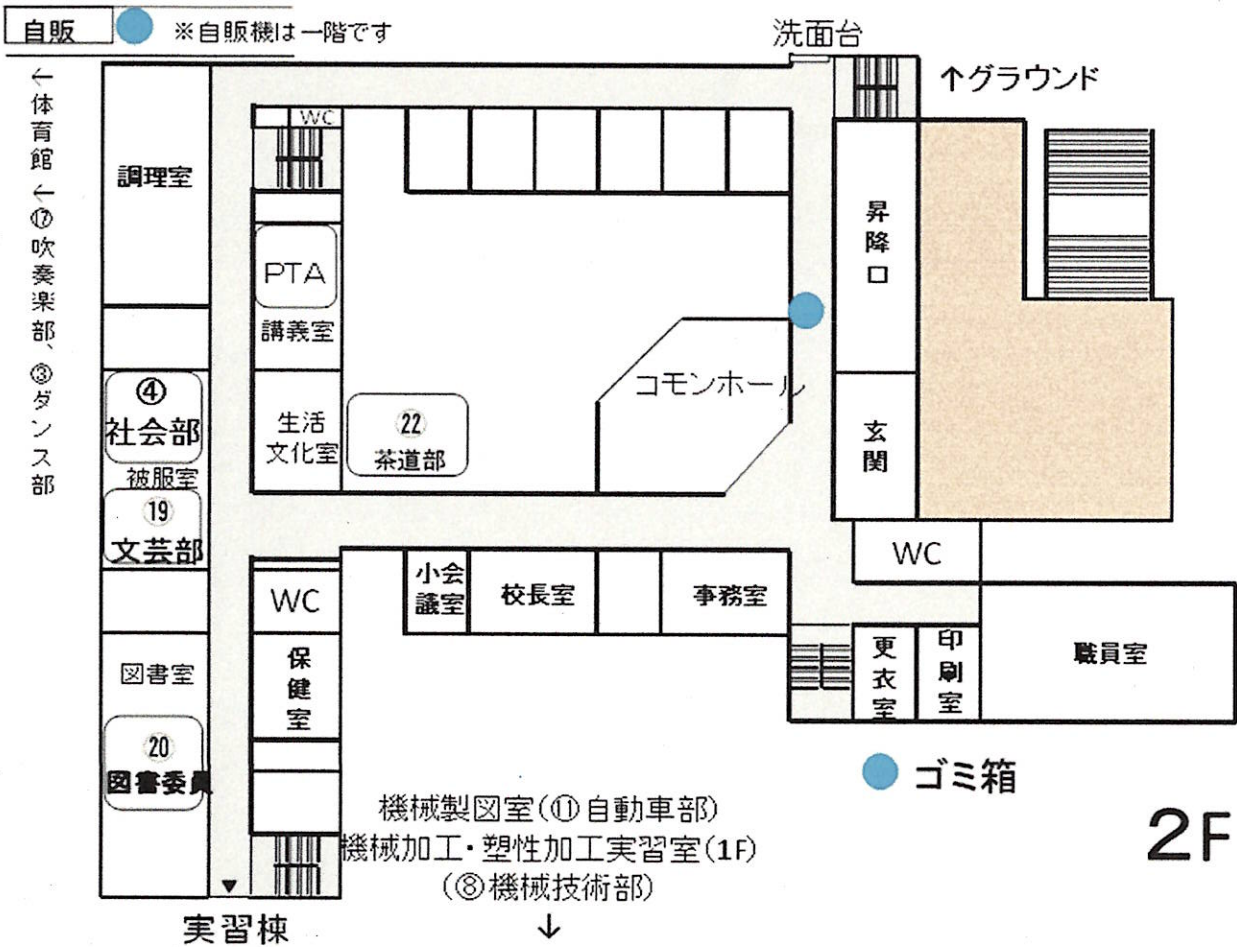 自販 ※自販機は一階です
洗面台
↑グラウンド
←体育館 ←⑰吹奏楽部、③ダンス部
WC
調理室
昇降口
PTA
講義室
コモンホール
④
社会部
被服室
生活
文化室
㉒
茶道部
玄関
⑲
文芸部
WC
WC
小会
議室
校長室
事務室
更衣室
印刷室
職員室
図書室
保健室
⑳
図書委員
ゴミ箱
2F
機械製図室(⑪自動車部)
機械加工・塑性加工実習室(1F)
(⑧機械技術部)
↓
▼
実習棟